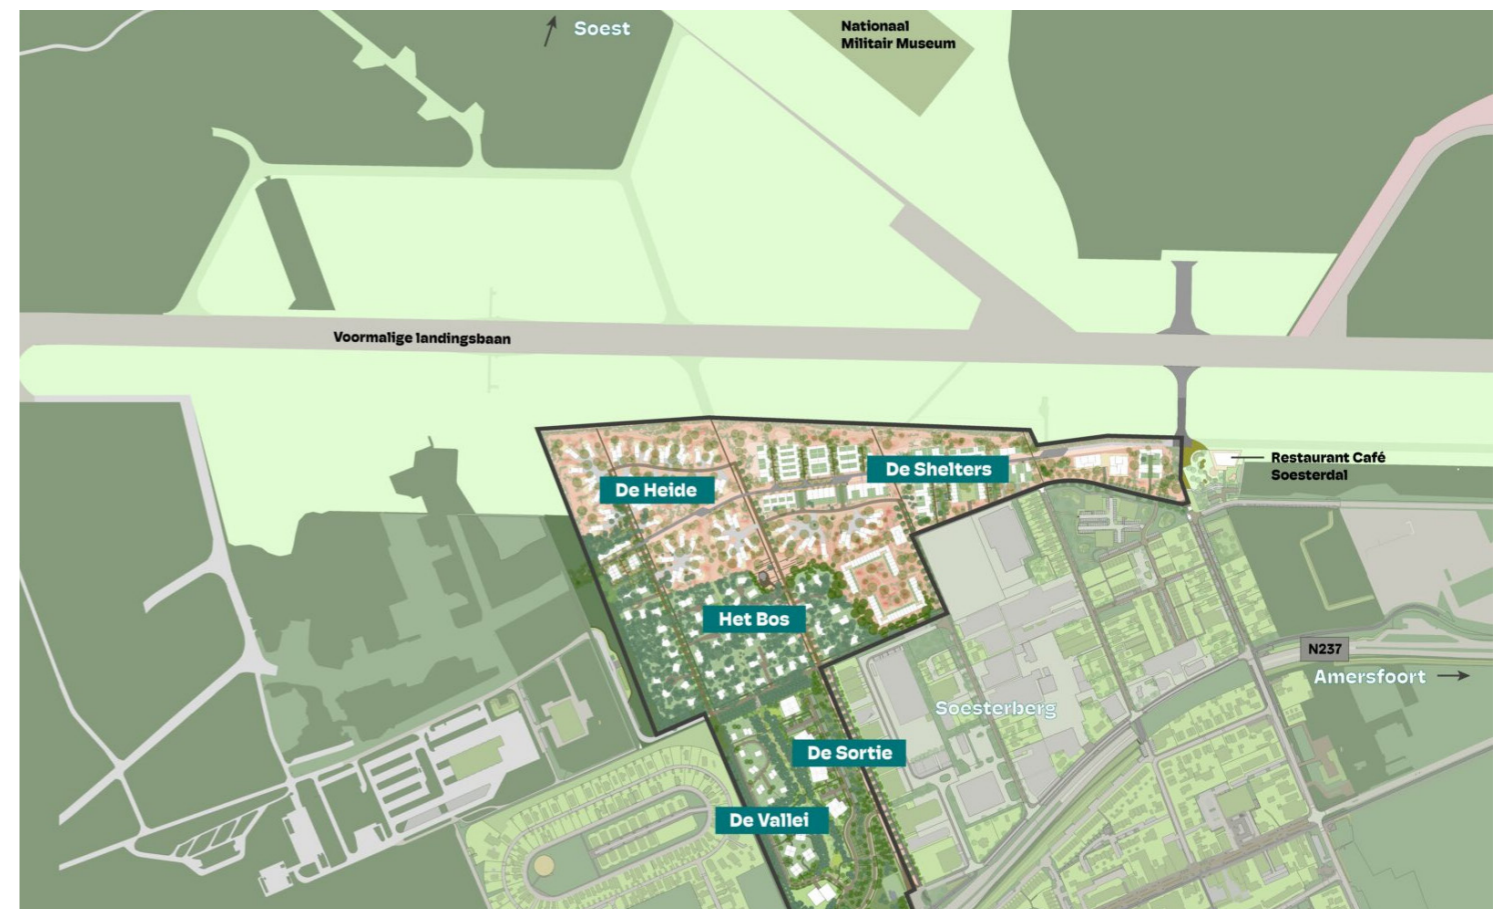 Soest
Nationaal
Militair Museum
Voormalige landingsbaan
De Shelters
Restaurant Café
Soesterdal
De Heide
Het Bos
N237
Amersfoort
Soesterberg
De Sortie
De Vallei